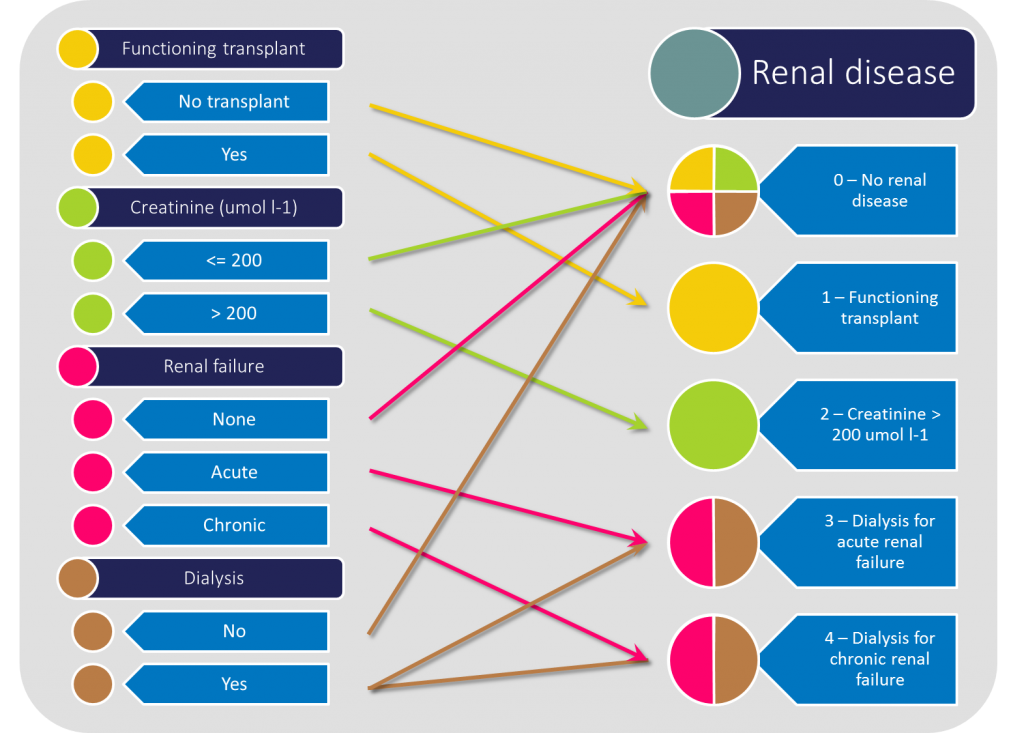 Functioning transplant
No transplant
Yes
Creatinine (umol l-1)
<= 200
> 200
Renal failure
None
Acute
Chronic
Dialysis
No
Yes
Renal disease
0 – No renal
disease
1 – Functioning
transplant
2 – Creatinine >
200 umol l-1
3 – Dialysis for
acute renal
failure
4 – Dialysis for
chronic renal
failure